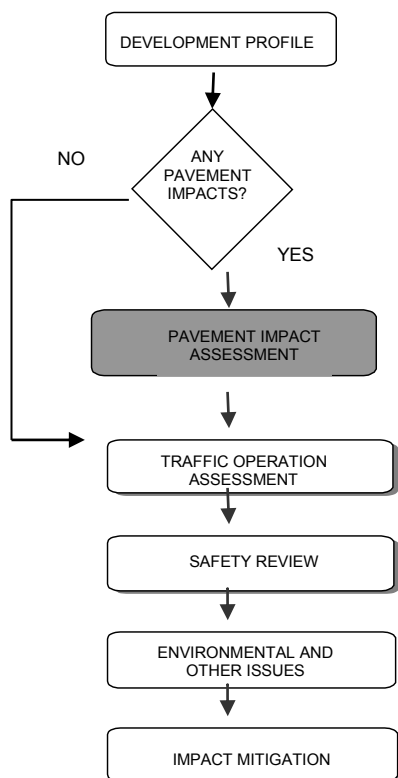 DEVELOPMENT PROFILE
NO
ANY
PAVEMENT
IMPACTS?
YES
PAVEMENT IMPACT
ASSESSMENT
TRAFFIC OPERATION
ASSESSMENT
SAFETY REVIEW
ENVIRONMENTAL AND
OTHER ISSUES
IMPACT MITIGATION